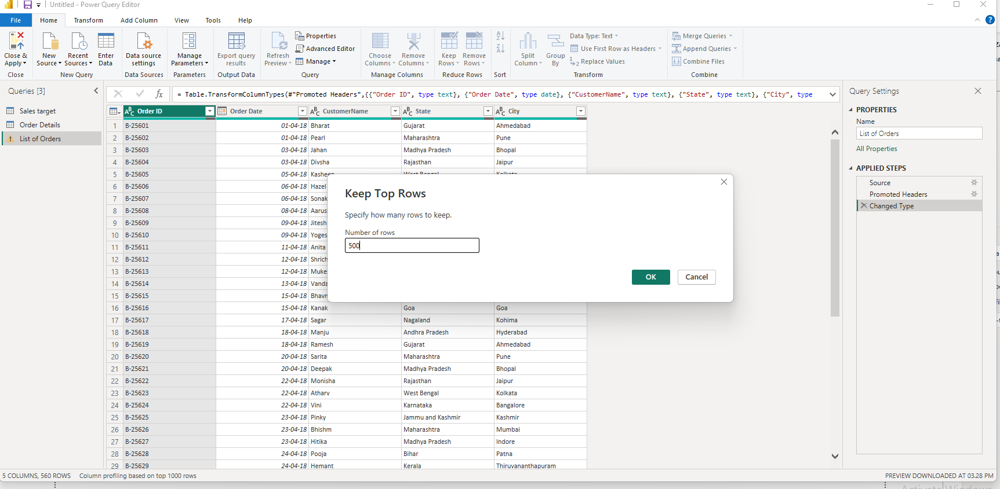 Untitled - Power Query Editor
File Home Transform Add Column View Tools Help
Close & Apply
Close
New Source
Recent Sources
Enter Data
New Query
Data source settings
Data Sources
Manage Parameters
Parameters
Export query results
Output Data
Refresh Preview
Properties
Advanced Editor
Manage
Query
Choose Columns
Remove Columns
Manage Columns
Keep Rows
Remove Rows
Reduce Rows
Sort
Split Column
Group By
Data Type: Text
Use First Row as Headers
Replace Values
Transform
Merge Queries
Append Queries
Combine Files
Combine
Queries [3]
Sales target
Order Details
List of Orders
fx = Table.TransformColumnTypes(#"Promoted Headers",{{"Order ID", type text}, {"Order Date", type date}, {"CustomerName", type text}, {"State", type text}, {"City", type
Order ID Order Date CustomerName State City
1 B-25601 01-04-18 Bharat Gujarat Ahmedabad
2 B-25602 01-04-18 Pearl Maharashtra Pune
3 B-25603 03-04-18 Jahan Madhya Pradesh Bhopal
4 B-25604 03-04-18 Divsha Rajasthan Jaipur
5 B-25605 05-04-18 Kasheen West Bengal Kolkata
6 B-25606 06-04-18 Hazel
7 B-25607 06-04-18 Sonak
8 B-25608 08-04-18 Aarus
9 B-25609 09-04-18 Jitesh
10 B-25610 09-04-18 Yoges
11 B-25611 11-04-18 Anita
12 B-25612 12-04-18 Shrich
13 B-25613 12-04-18 Muke
14 B-25614 13-04-18 Vanda
15 B-25615 15-04-18 Bhavn
16 B-25616 15-04-18 Kanak Goa Goa
17 B-25617 17-04-18 Sagar Nagaland Kohima
18 B-25618 18-04-18 Manju Andhra Pradesh Hyderabad
19 B-25619 18-04-18 Ramesh Gujarat Ahmedabad
20 B-25620 20-04-18 Sarita Maharashtra Pune
21 B-25621 20-04-18 Deepak Madhya Pradesh Bhopal
22 B-25622 22-04-18 Monisha Rajasthan Jaipur
23 B-25623 22-04-18 Atharv West Bengal Kolkata
24 B-25624 22-04-18 Vini Karnataka Bangalore
25 B-25625 23-04-18 Pinky Jammu and Kashmir Kashmir
26 B-25626 23-04-18 Bhishm Maharashtra Mumbai
27 B-25627 23-04-18 Hitika Madhya Pradesh Indore
28 B-25628 24-04-18 Pooja Bihar Patna
29 B-25629 24-04-18 Hemant Kerala Thiruvananthapuram
Keep Top Rows
Specify how many rows to keep.
Number of rows
500
OK Cancel
Query Settings
PROPERTIES
Name
List of Orders
All Properties
APPLIED STEPS
Source
Promoted Headers
Changed Type
5 COLUMNS, 560 ROWS Column profiling based on top 1000 rows
PREVIEW DOWNLOADED AT 03.28 PM